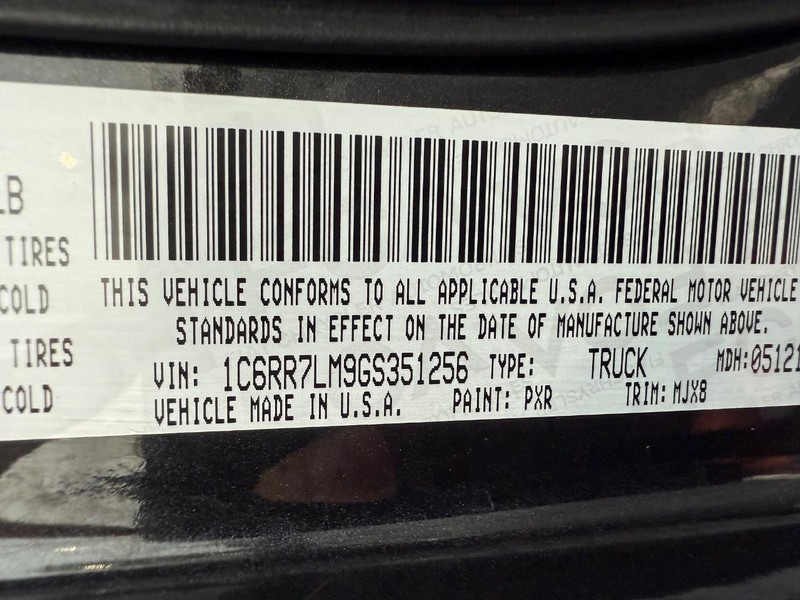 LB
TIRES
COLD
THIS VEHICLE CONFORMS TO ALL APPLICABLE U.S.A. FEDERAL MOTOR VEHICLE
STANDARDS IN EFFECT ON THE DATE OF MANUFACTURE SHOWN ABOVE.
TIRES
VIN: 1C6RR7LM9GS351256 TYPE: TRUCK MDH:05121
COLD
VEHICLE MADE IN U.S.A. PAINT: PXR TRIM: MJX8